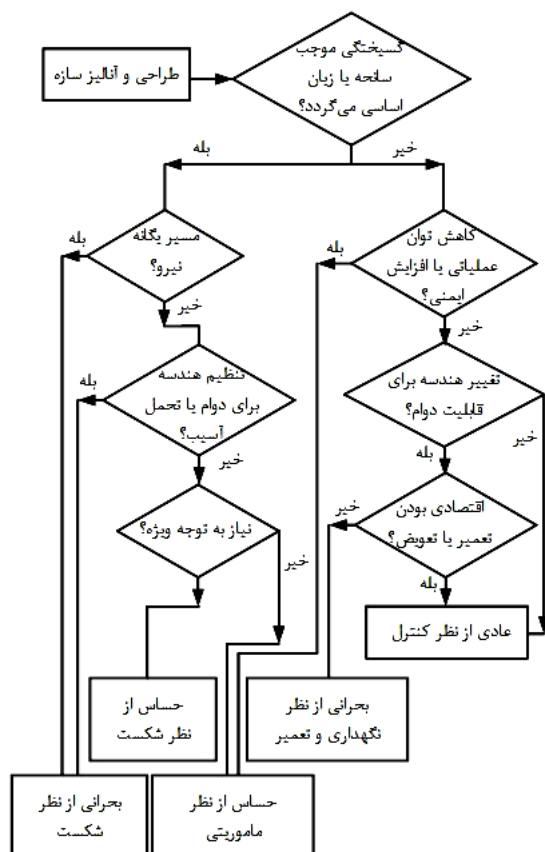 گسیختگی موجب
سانحه یا زیان
اساسی می‌گردد؟
طراحی و آنالیز سازه
خیر
بله
مسیر یگانه
نیرو؟
بله
خیر
کاهش توان
عملیاتی یا افزایش
ایمنی؟
بله
خیر
تنظیم هندسه
برای دوام یا تحمل
آسیب؟
بله
خیر
تغییر هندسه برای
قابلیت دوام؟
بله
خیر
نیاز به توجه ویژه؟
خیر
اقتصادی بودن
تعمیر یا تعویض؟
خیر
بله
عادی از نظر کنترل
حساس از
نظر شکست
بحرانی از نظر
نگهداری و تعمیر
بحرانی از نظر
شکست
حساس از نظر
ماموریتی